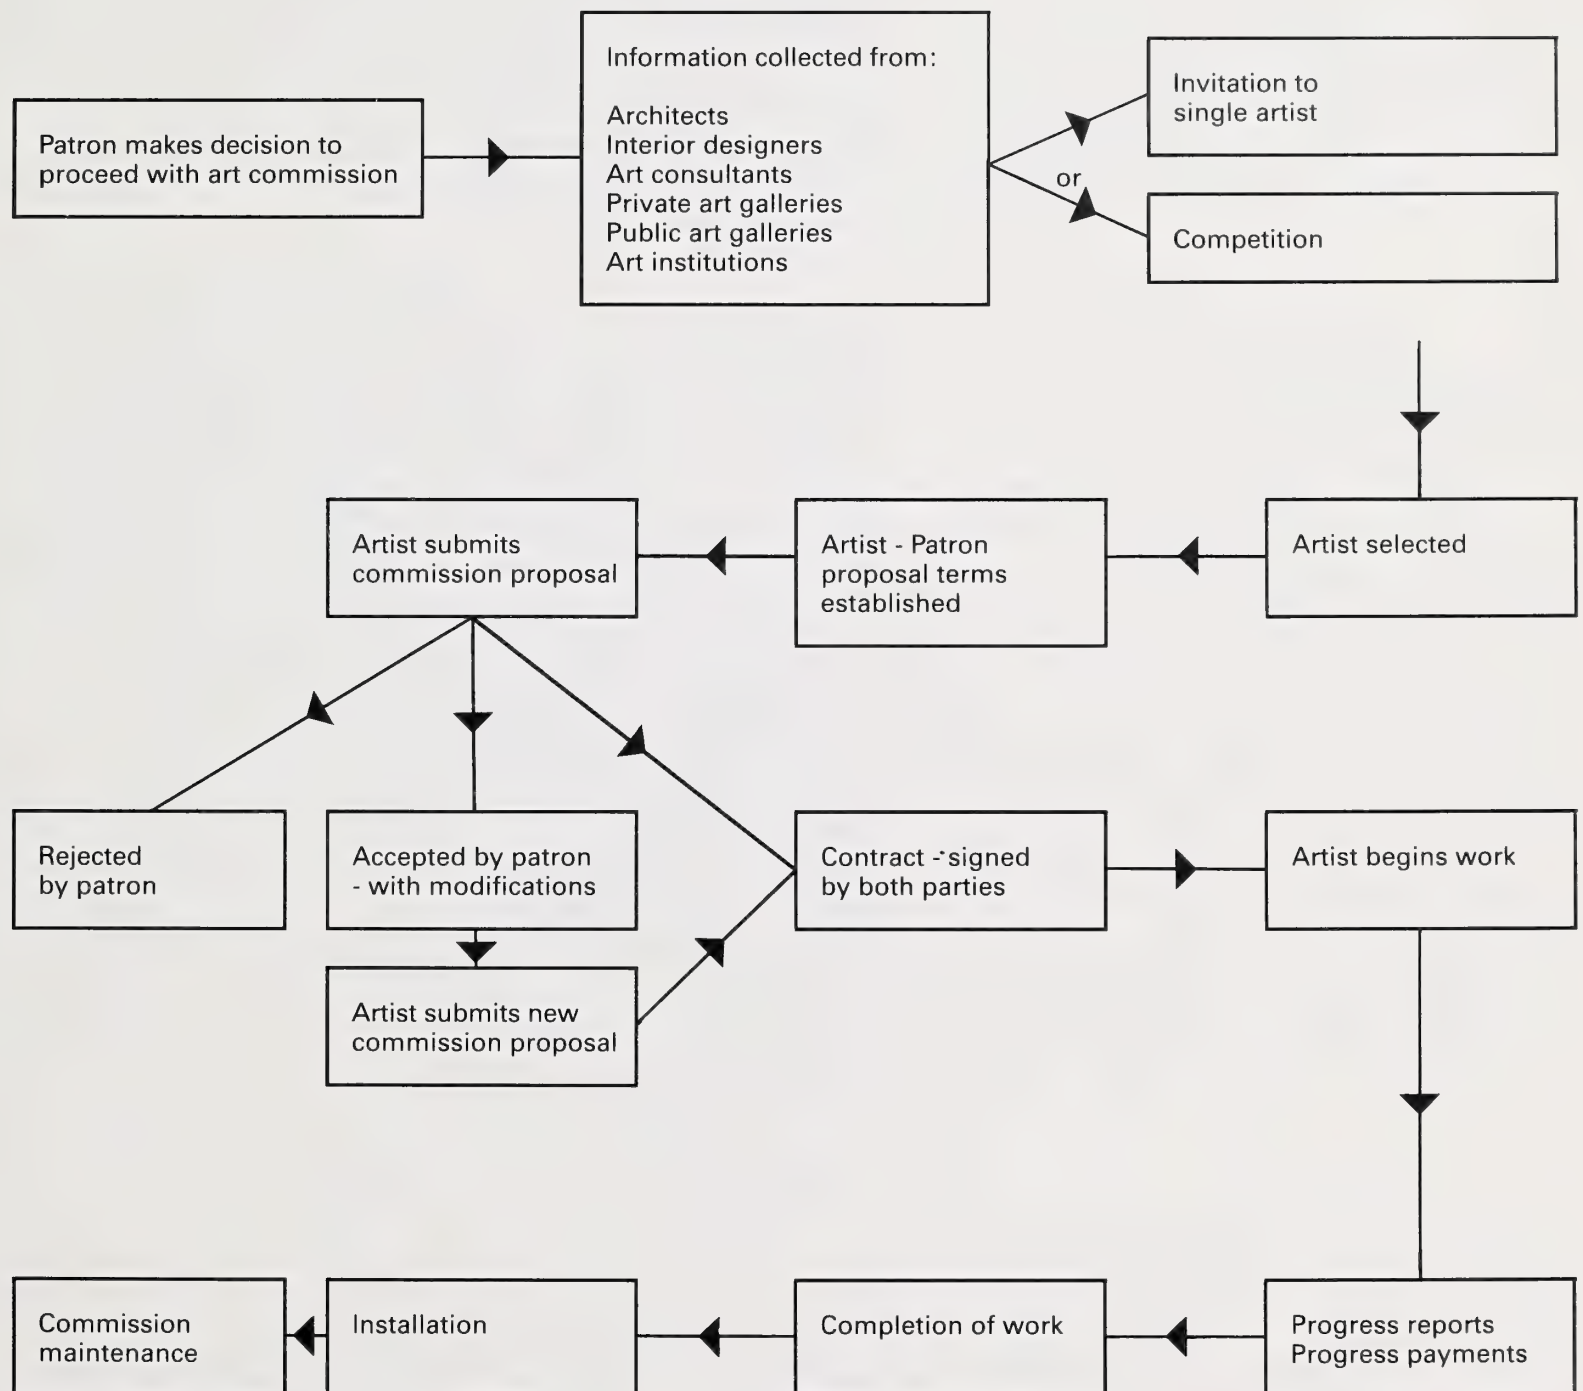 Patron makes decision to
proceed with art commission
Information collected from:
Architects
Interior designers
Art consultants
Private art galleries
Public art galleries
Art institutions
Invitation to
single artist
or
Competition
Artist submits
commission proposal
Artist - Patron
proposal terms
established
Artist selected
Rejected
by patron
Accepted by patron
- with modifications
Contract - signed
by both parties
Artist begins work
Artist submits new
commission proposal
Commission
maintenance
Installation
Completion of work
Progress reports
Progress payments